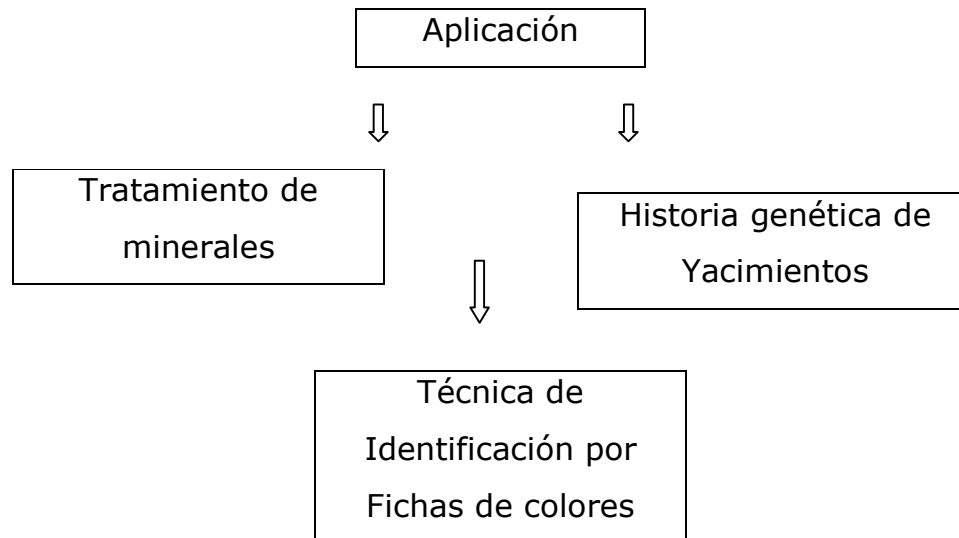 Aplicación
Tratamiento de
minerales
Historia genética de
Yacimientos
Técnica de
Identificación por
Fichas de colores